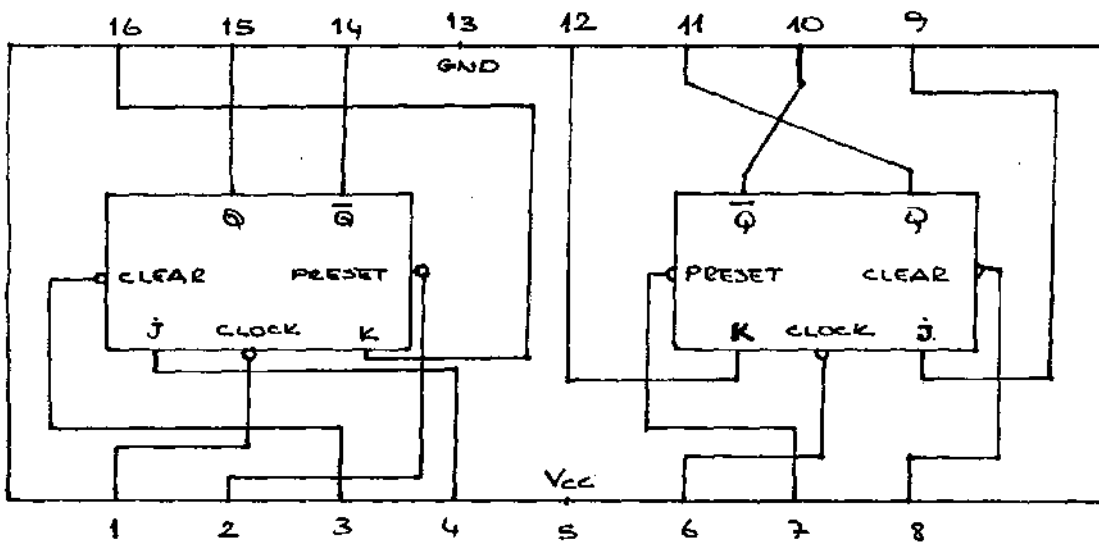 16 15 14 13 12 11 10 9
GND
Q Q̅ Q̅ Q
CLEAR PRESET PRESET CLEAR
j CLOCK K K CLOCK j
Vcc
1 2 3 4 5 6 7 8